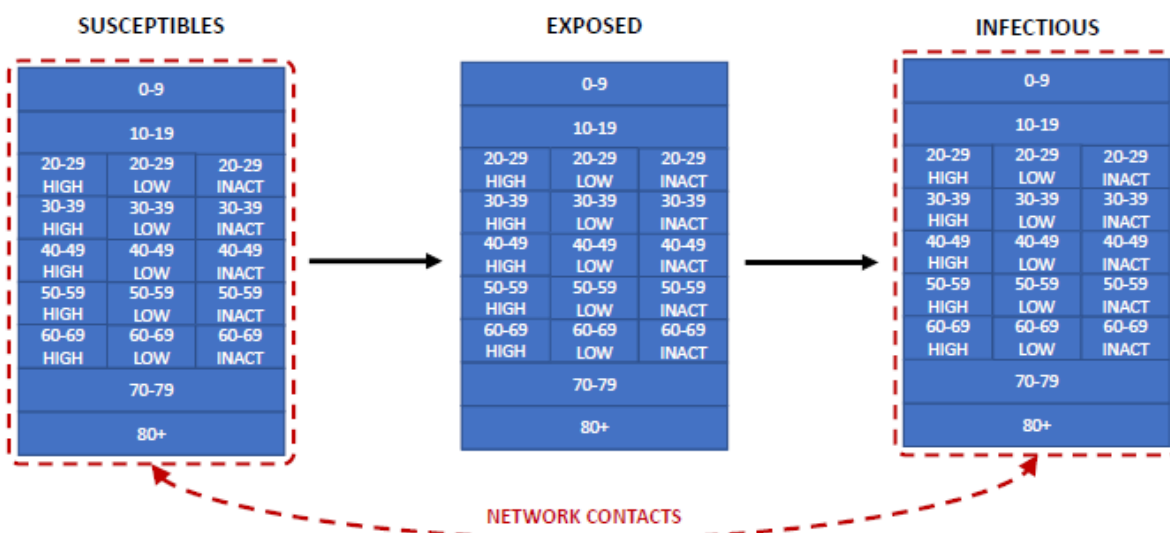 SUSCEPTIBLES
0-9
10-19
20-29 HIGH 20-29 LOW 20-29 INACT
30-39 HIGH 30-39 LOW 30-39 INACT
40-49 HIGH 40-49 LOW 40-49 INACT
50-59 HIGH 50-59 LOW 50-59 INACT
60-69 HIGH 60-69 LOW 60-69 INACT
70-79
80+
EXPOSED
0-9
10-19
20-29 HIGH 20-29 LOW 20-29 INACT
30-39 HIGH 30-39 LOW 30-39 INACT
40-49 HIGH 40-49 LOW 40-49 INACT
50-59 HIGH 50-59 LOW 50-59 INACT
60-69 HIGH 60-69 LOW 60-69 INACT
70-79
80+
INFECTIOUS
0-9
10-19
20-29 HIGH 20-29 LOW 20-29 INACT
30-39 HIGH 30-39 LOW 30-39 INACT
40-49 HIGH 40-49 LOW 40-49 INACT
50-59 HIGH 50-59 LOW 50-59 INACT
60-69 HIGH 60-69 LOW 60-69 INACT
70-79
80+
NETWORK CONTACTS